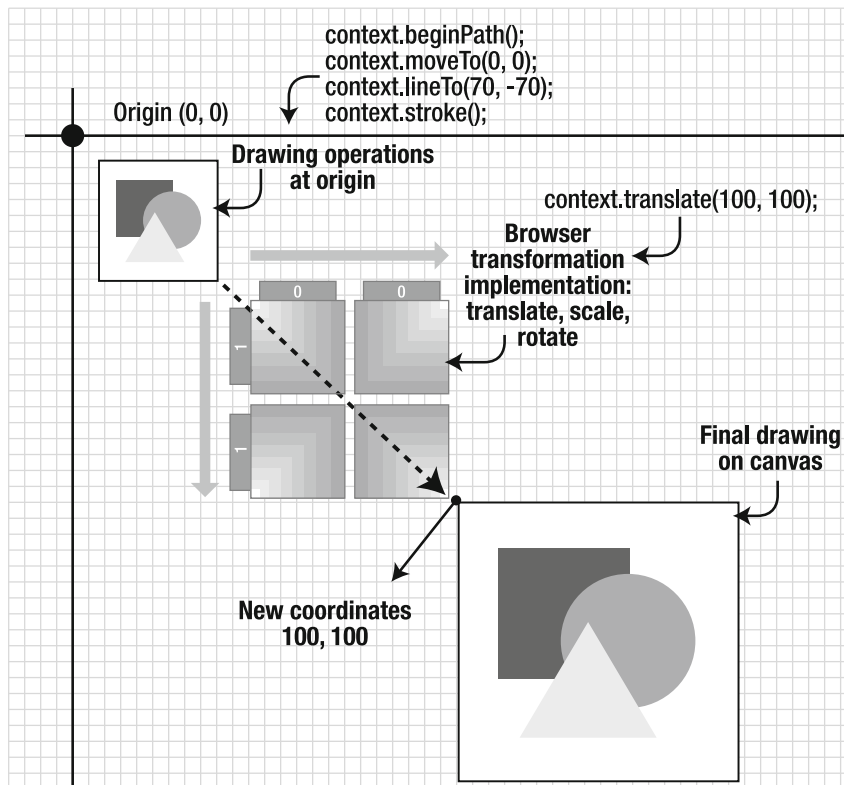 context.beginPath();
context.moveTo(0, 0);
context.lineTo(70, -70);
context.stroke();
Origin (0, 0)
Drawing operations
at origin
context.translate(100, 100);
Browser
transformation
implementation:
translate, scale,
rotate
0
0
1
1
Final drawing
on canvas
New coordinates
100, 100